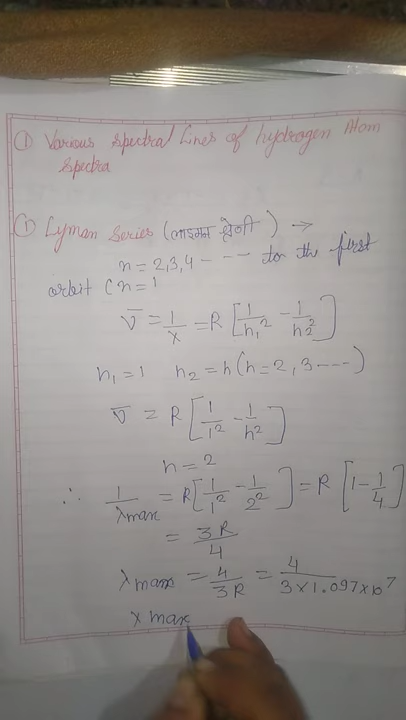 ① Various Spectral Lines of hydrogen Atom
Spectra
① Lyman Series (लाइमन श्रेणी) →
n = 2,3,4 - - - - for the first
orbit (n = 1
ν̅ = 1/λ = R [1/n₁² - 1/n₂²]
n₁ = 1 n₂ = n (n = 2, 3 ----)
ν̅ = R [1/1² - 1/n²]
n = 2
∴ 1/λmax = R [1/1² - 1/2²] = R [1 - 1/4]
= 3R/4
λmax = 4/3R = 4/3×1.097×10⁷
λmax